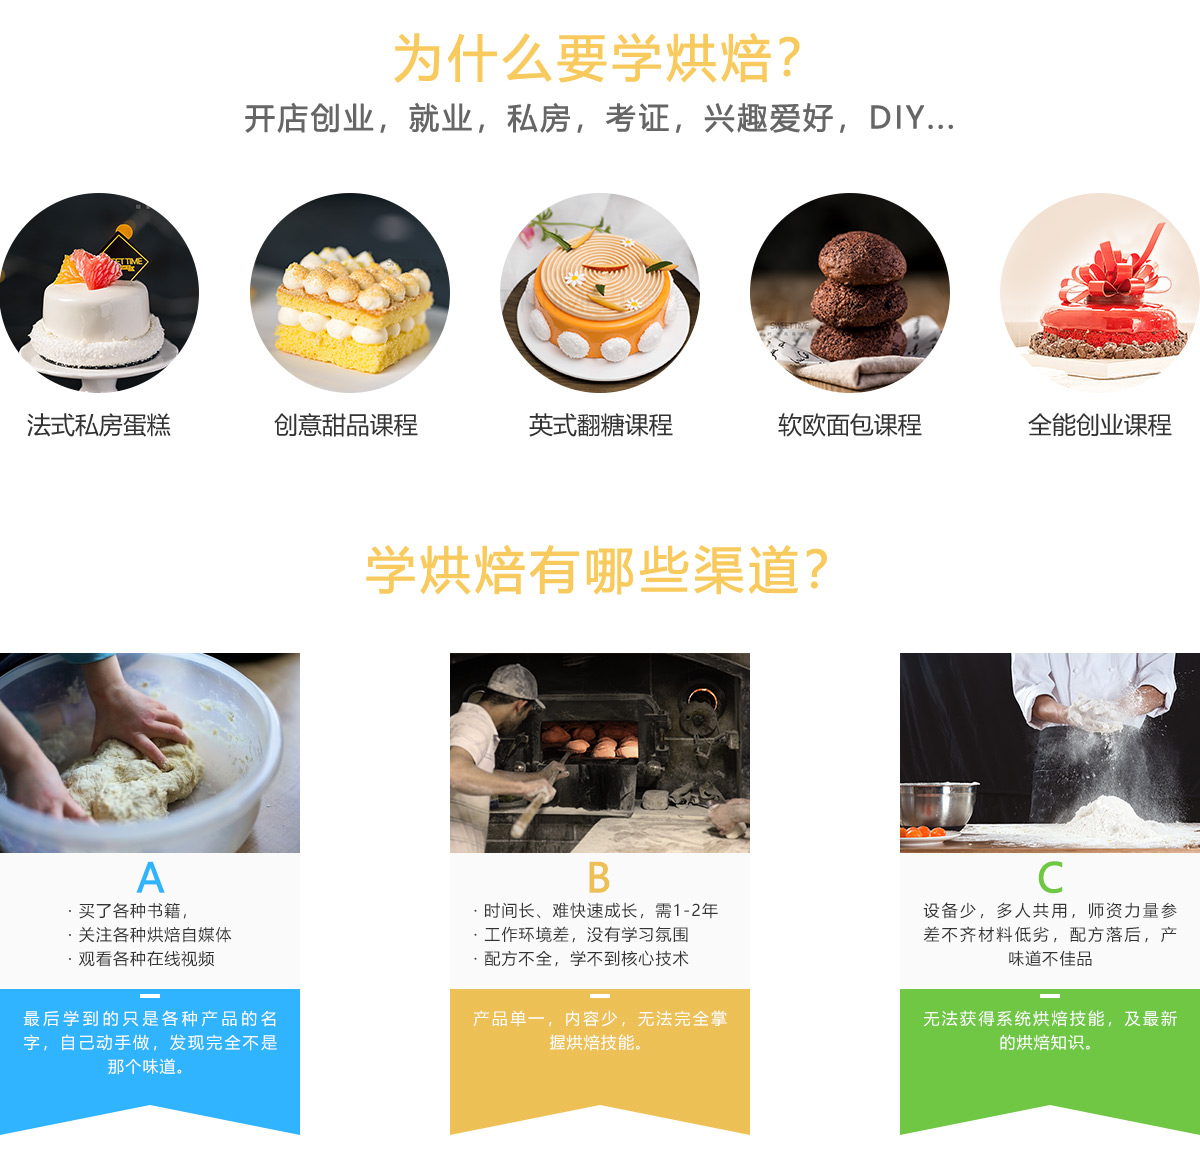 为什么要学烘焙？
开店创业，就业，私房，考证，兴趣爱好，DIY...
法式私房蛋糕
创意甜品课程
英式翻糖课程
软欧面包课程
全能创业课程
学烘焙有哪些渠道？
A
· 买了各种书籍，
· 关注各种烘焙自媒体
· 观看各种在线视频
最后学到的只是各种产品的名
字，自己动手做，发现完全不是
那个味道。
B
· 时间长、难快速成长，需1-2年
· 工作环境差，没有学习氛围
· 配方不全，学不到核心技术
产品单一，内容少，无法完全掌
握烘焙技能。
C
设备少，多人共用，师资力量参
差不齐材料低劣，配方落后，产
味道不佳品
无法获得系统烘焙技能，及最新
的烘焙知识。